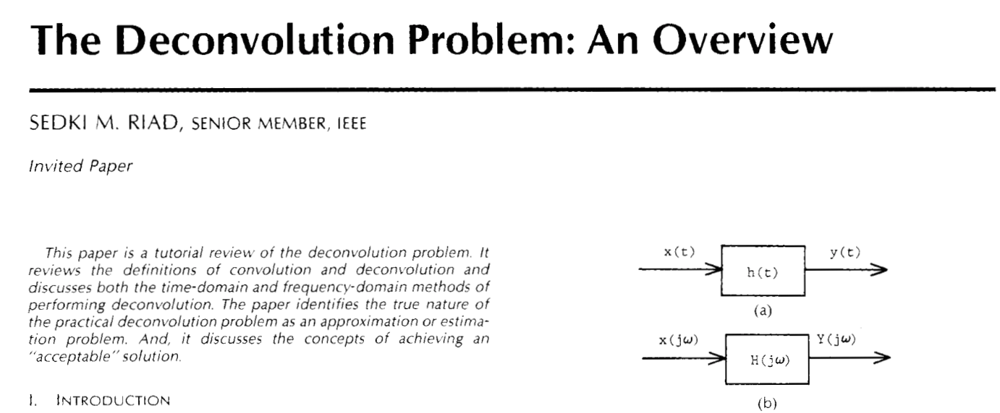 The Deconvolution Problem: An Overview
SEDKI M. RIAD, SENIOR MEMBER, IEEE
Invited Paper
This paper is a tutorial review of the deconvolution problem. It
reviews the definitions of convolution and deconvolution and
discusses both the time-domain and frequency-domain methods of
performing deconvolution. The paper identifies the true nature of
the practical deconvolution problem as an approximation or estima-
tion problem. And, it discusses the concepts of achieving an
"acceptable" solution.
I. INTRODUCTION
x(t)
h(t)
y(t)
(a)
x(jω)
H(jω)
Y(jω)
(b)